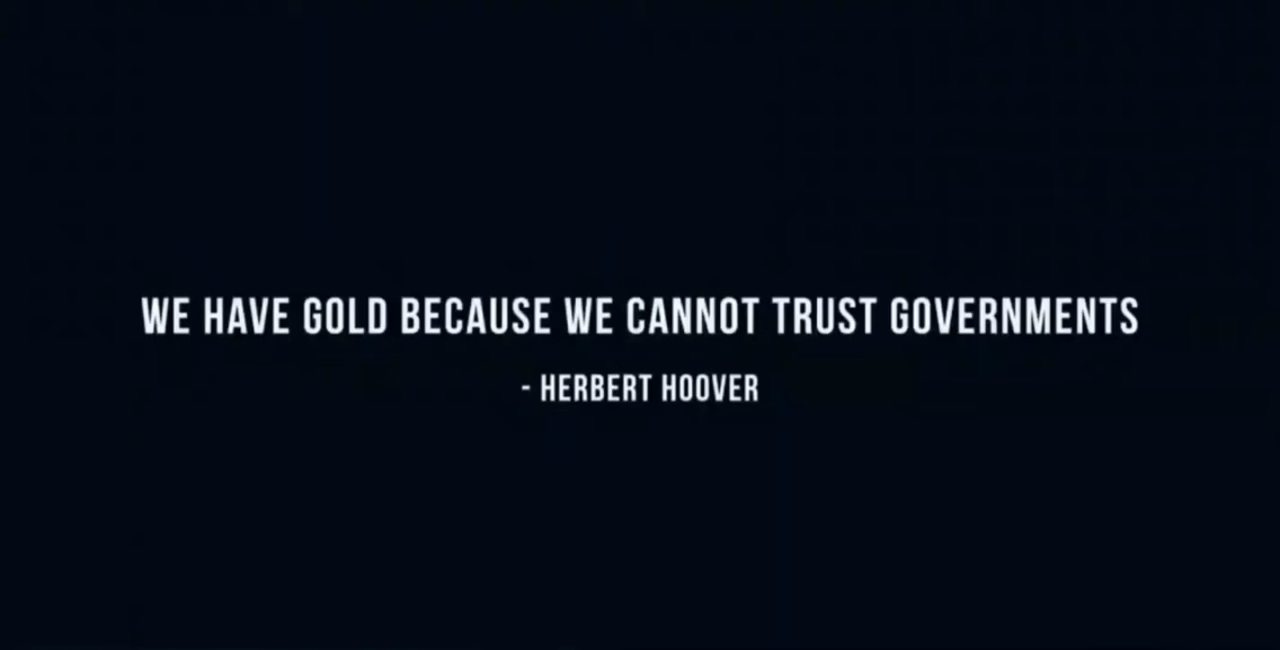 WE HAVE GOLD BECAUSE WE CANNOT TRUST GOVERNMENTS
- HERBERT HOOVER